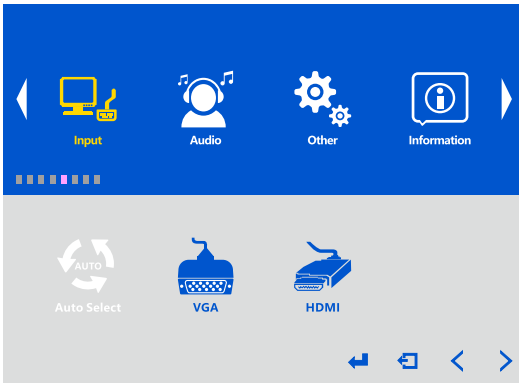 Input
Audio
Other
Information
AUTO
Auto Select
VGA
HDMI